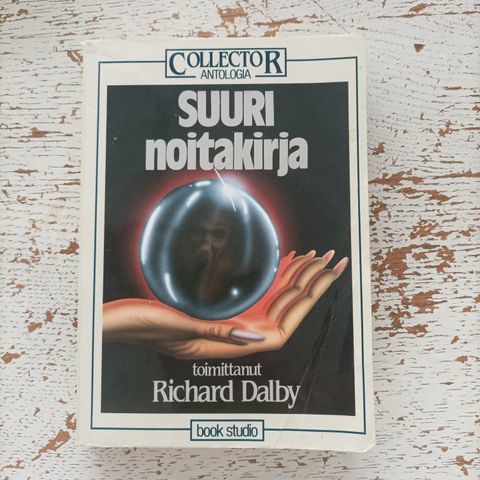 COLLECTOR
ANTOLOGIA
SUURI
noitakirja
toimittanut
Richard Dalby
book studio